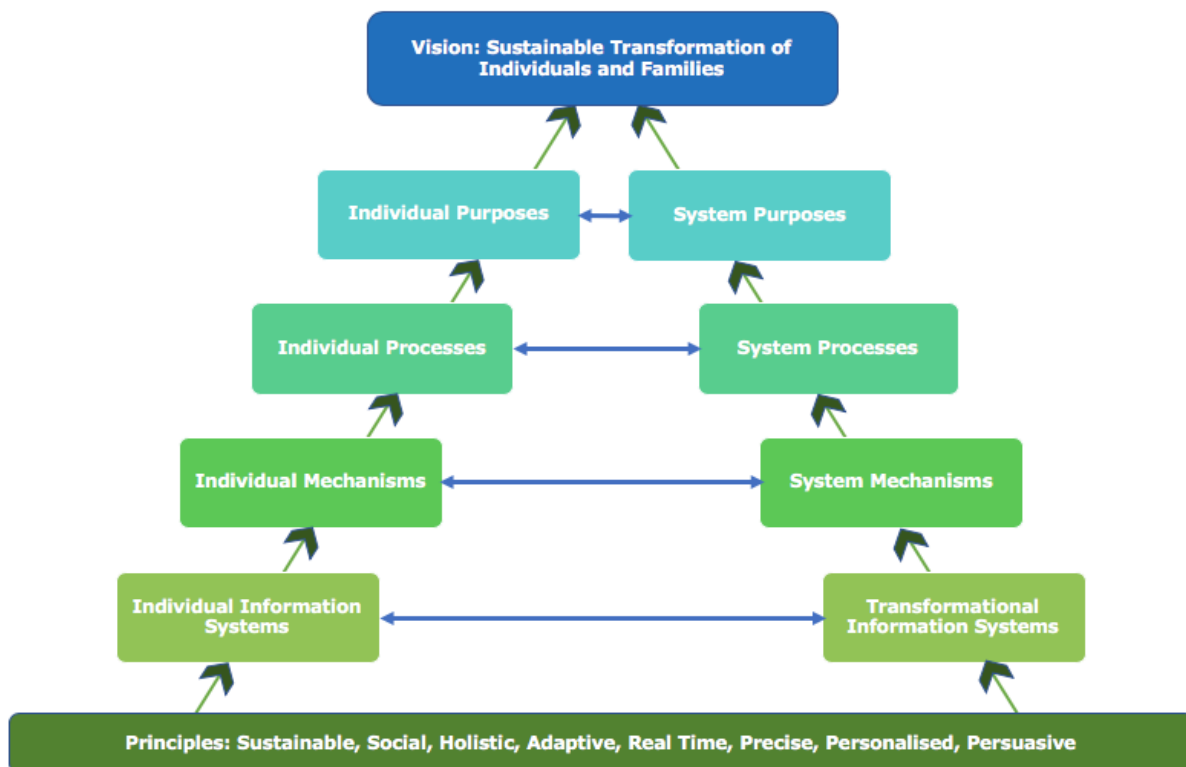 Vision: Sustainable Transformation of
Individuals and Families
Individual Purposes
System Purposes
Individual Processes
System Processes
Individual Mechanisms
System Mechanisms
Individual Information
Systems
Transformational
Information Systems
Principles: Sustainable, Social, Holistic, Adaptive, Real Time, Precise, Personalised, Persuasive